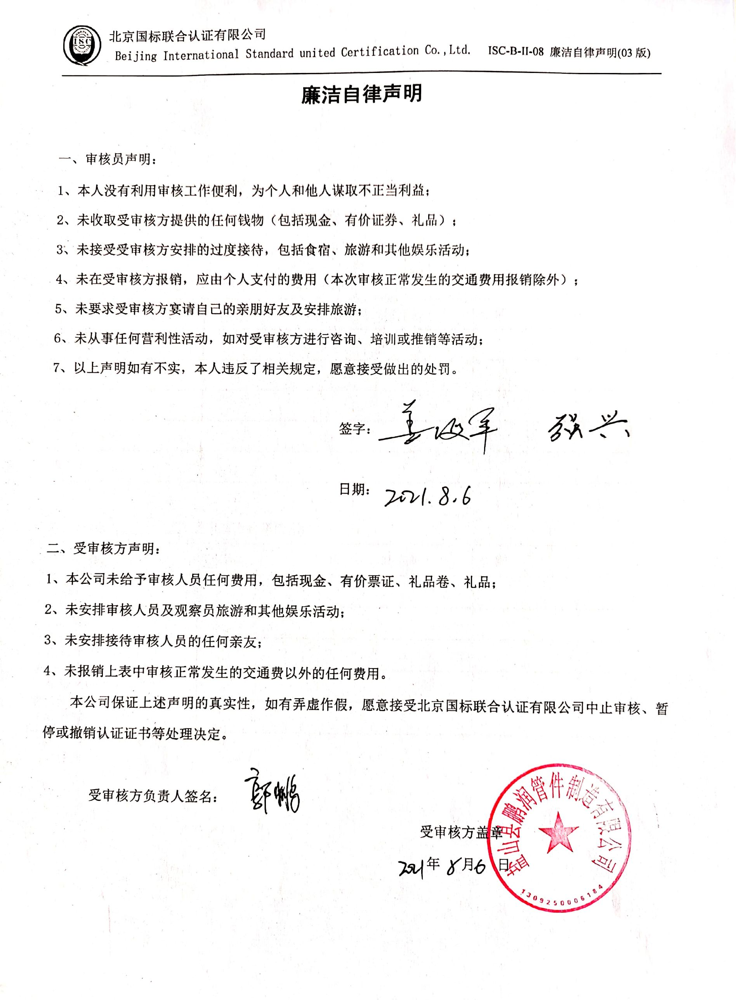 ISC
北京国标联合认证有限公司
Beijing International Standard united Certification Co.,Ltd. ISC-B-II-08 廉洁自律声明(03 版)
廉洁自律声明
一、审核员声明：
1、本人没有利用审核工作便利，为个人和他人谋取不正当利益；
2、未收取受审核方提供的任何钱物（包括现金、有价证券、礼品）；
3、未接受受审核方安排的过度接待，包括食宿、旅游和其他娱乐活动；
4、未在受审核方报销，应由个人支付的费用（本次审核正常发生的交通费用报销除外）；
5、未要求受审核方宴请自己的亲朋好友及安排旅游；
6、未从事任何营利性活动，如对受审核方进行咨询、培训或推销等活动；
7、以上声明如有不实，本人违反了相关规定，愿意接受做出的处罚。
签字： 姜 军 张兴
日期： 2021.8.6
二、受审核方声明：
1、本公司未给予审核人员任何费用，包括现金、有价票证、礼品卷、礼品；
2、未安排审核人员及观察员旅游和其他娱乐活动；
3、未安排接待审核人员的任何亲友；
4、未报销上表中审核正常发生的交通费以外的任何费用。
本公司保证上述声明的真实性，如有弄虚作假，愿意接受北京国标联合认证有限公司中止审核、暂
停或撤销认证证书等处理决定。
受审核方负责人签名： 郭鹏
受审核方盖章
2021年 8月6 日
盐山县鹏润管件制造有限公司
1309250006184